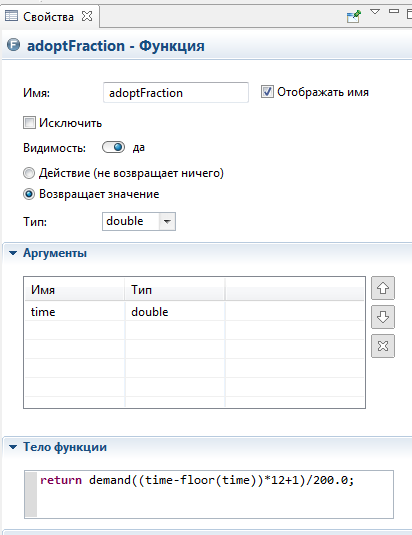 Свойства
adoptFraction - Функция
Имя: adoptFraction Отображать имя
Исключить
Видимость: да
Действие (не возвращает ничего)
Возвращает значение
Тип: double
Аргументы
Имя Тип
time double
Тело функции
return demand((time-floor(time))*12+1)/200.0;